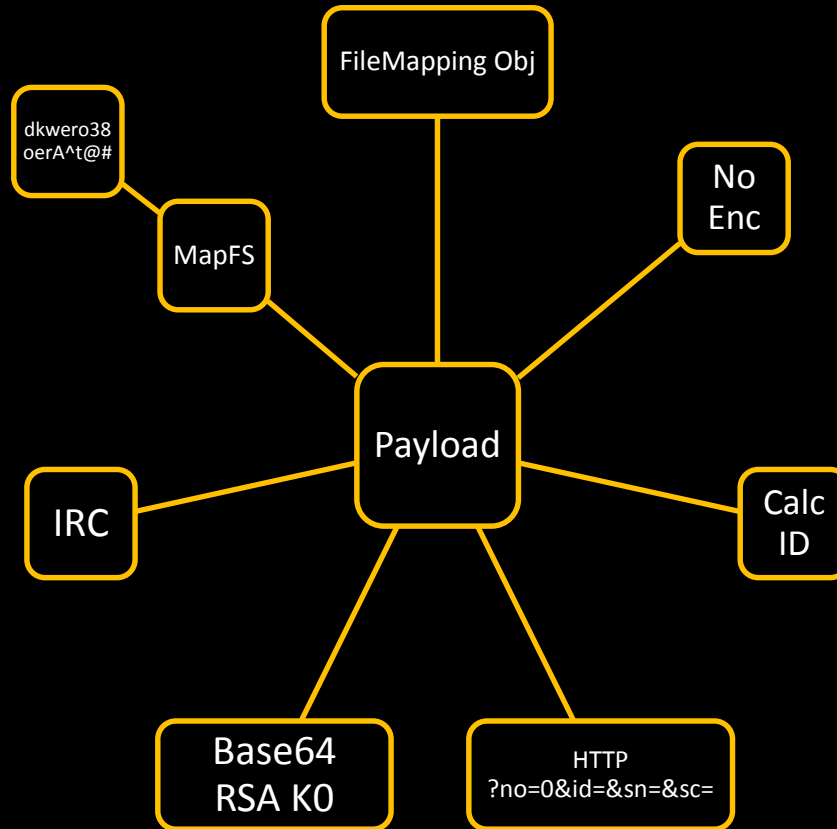 FileMapping Obj
dkwero38
oerA^t@#
MapFS
No
Enc
Payload
IRC
Calc
ID
Base64
RSA K0
HTTP
?no=0&id=&sn=&sc=